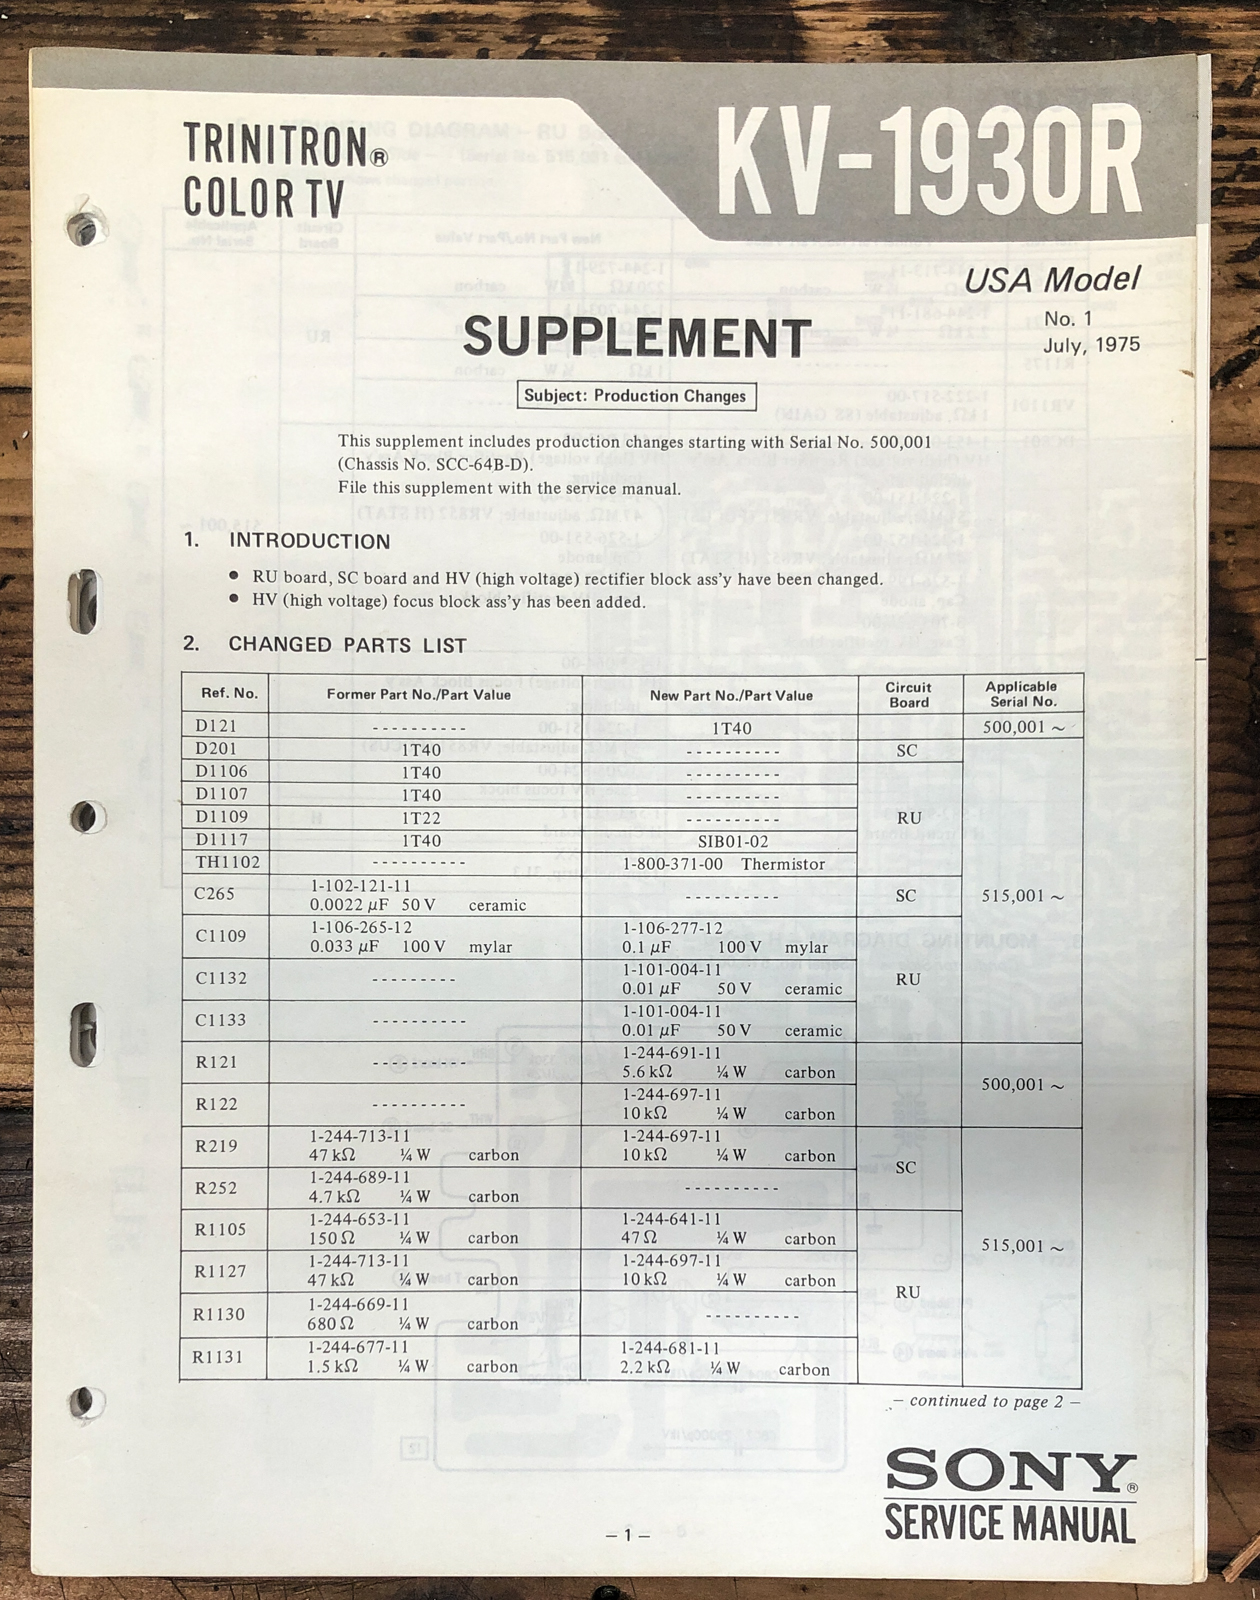 TRINITRON®
COLOR TV
KV-1930R
USA Model
No. 1
July, 1975
SUPPLEMENT
Subject: Production Changes
This supplement includes production changes starting with Serial No. 500,001
(Chassis No. SCC-64B-D).
File this supplement with the service manual.
1. INTRODUCTION
● RU board, SC board and HV (high voltage) rectifier block ass'y have been changed.
● HV (high voltage) focus block ass'y has been added.
2. CHANGED PARTS LIST
Ref. No. Former Part No./Part Value New Part No./Part Value Circuit Board Applicable Serial No.
D121 ---------- 1T40 500,001 ~
D201 1T40 ---------- SC
D1106 1T40 ----------
D1107 1T40 ----------
D1109 1T22 ---------- RU
D1117 1T40 SIB01-02
TH1102 ---------- 1-800-371-00 Thermistor
C265 1-102-121-11
0.0022 μF 50 V ceramic ---------- SC 515,001 ~
C1109 1-106-265-12 1-106-277-12
0.033 μF 100 V mylar 0.1 μF 100 V mylar
C1132 ---------- 1-101-004-11
0.01 μF 50 V ceramic RU
C1133 ---------- 1-101-004-11
0.01 μF 50 V ceramic
R121 ---------- 1-244-691-11
5.6 kΩ ¼ W carbon 500,001 ~
R122 ---------- 1-244-697-11
10 kΩ ¼ W carbon
R219 1-244-713-11 1-244-697-11
47 kΩ ¼ W carbon 10 kΩ ¼ W carbon SC
R252 1-244-689-11
4.7 kΩ ¼ W carbon ----------
R1105 1-244-653-11 1-244-641-11
150 Ω ¼ W carbon 47 Ω ¼ W carbon 515,001 ~
R1127 1-244-713-11 1-244-697-11
47 kΩ ¼ W carbon 10 kΩ ¼ W carbon RU
R1130 1-244-669-11
680 Ω ¼ W carbon ----------
R1131 1-244-677-11 1-244-681-11
1.5 kΩ ¼ W carbon 2.2 kΩ ¼ W carbon
– continued to page 2 –
SONY®
SERVICE MANUAL
– 1 –